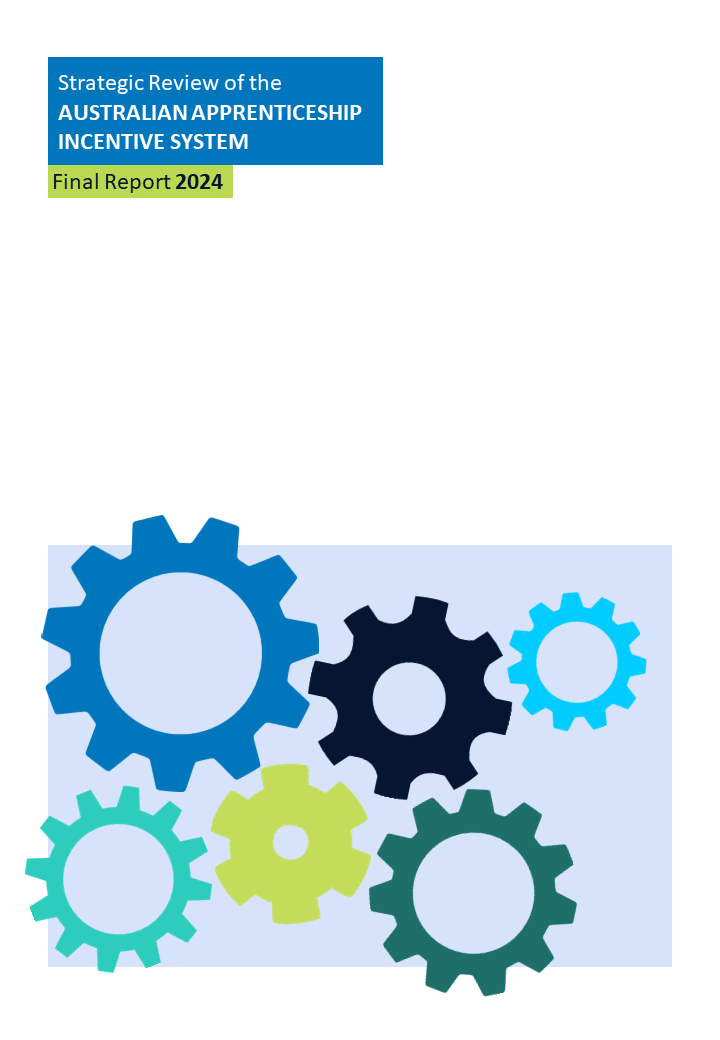 Strategic Review of the
AUSTRALIAN APPRENTICESHIP
INCENTIVE SYSTEM
Final Report 2024